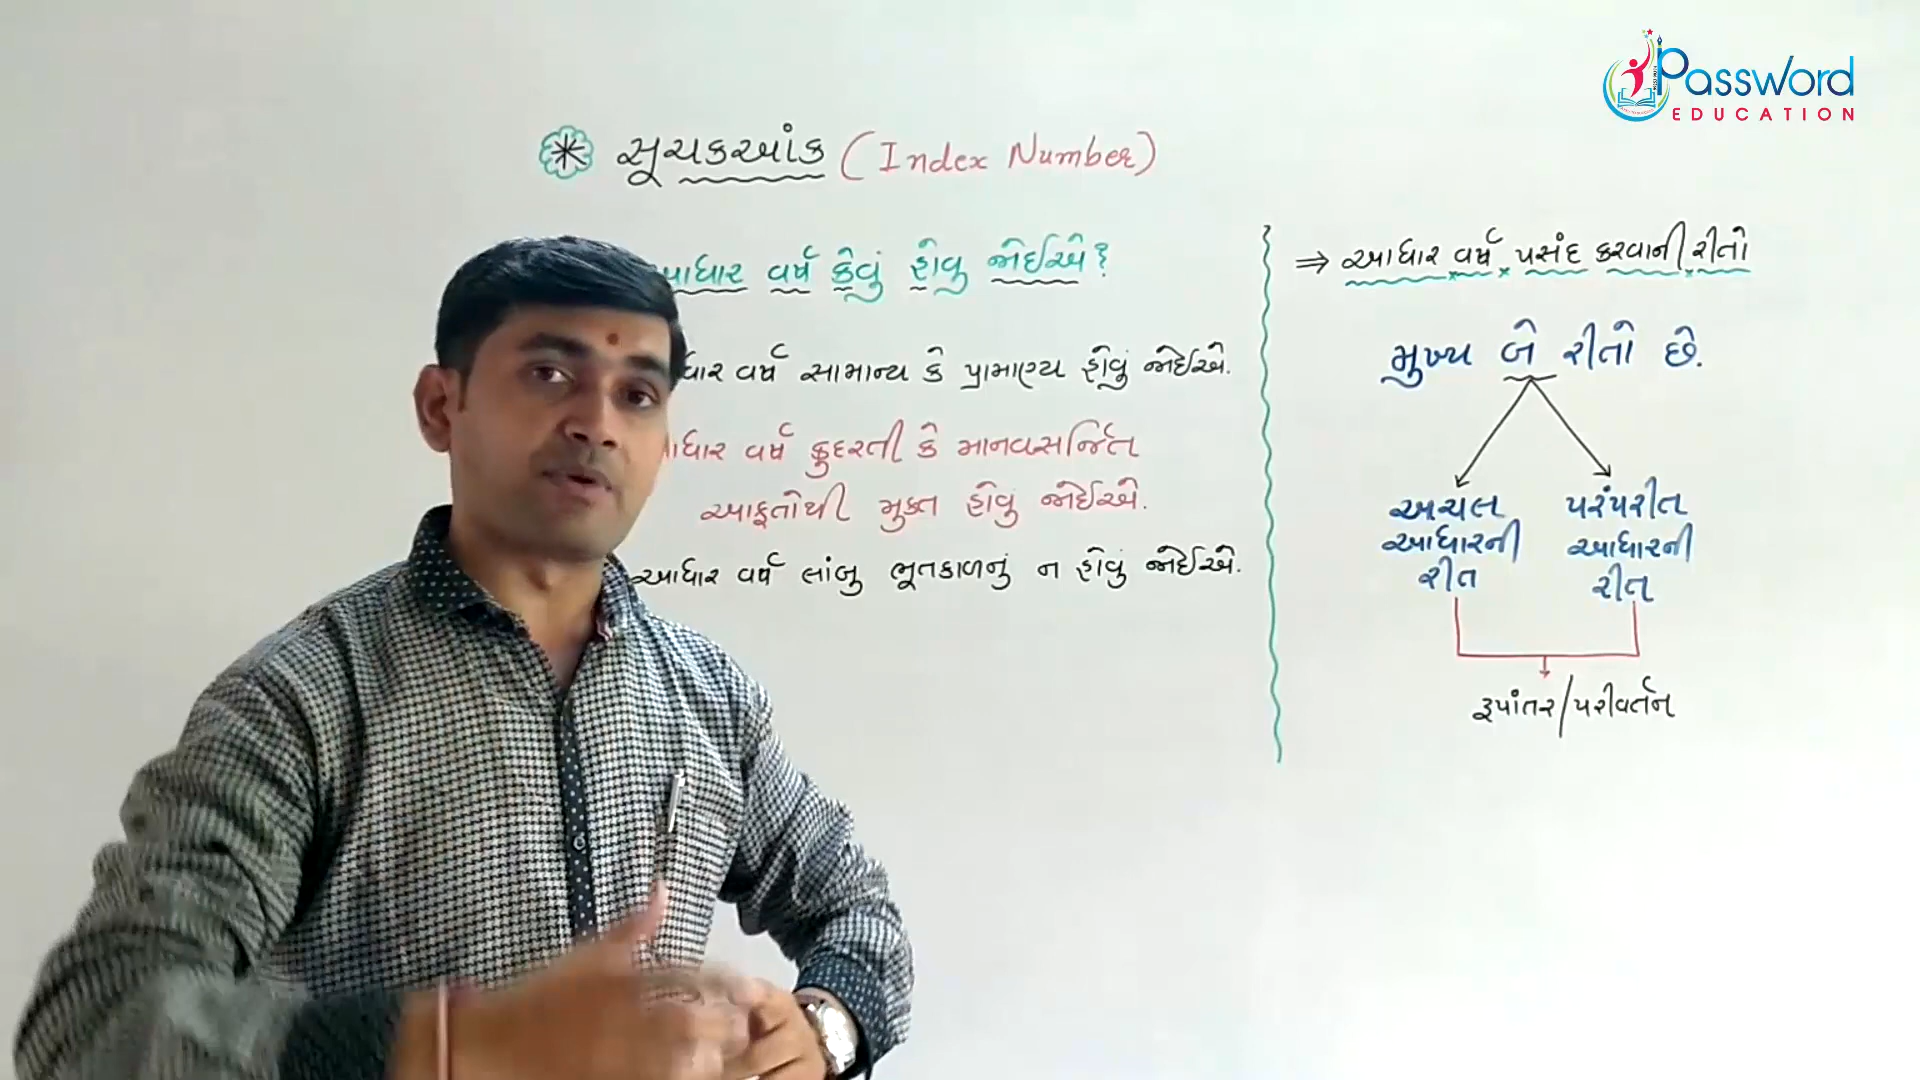 Password
EDUCATION
સૂચકઆંક (Index Number)
આધાર વર્ષ કેવું હોવુ જોઈએ?
વર્ષ સામાન્ય કે પ્રામાણ્ય હોવું જોઈએ.
વર્ષ કુદરતી કે માનવસર્જિત
આફતોથી મુક્ત હોવું જોઈએ.
આધાર વર્ષ લાંબુ ભૂતકાળનું ન હોવું જોઈએ.
⇒ આધાર વર્ષ પસંદ કરવાની રીતો
મુખ્ય બે રીતો છે.
અચલ
આધારની
રીત
પરંપરીત
આધારની
રીત
રૂપાંતર/પરીવર્તન